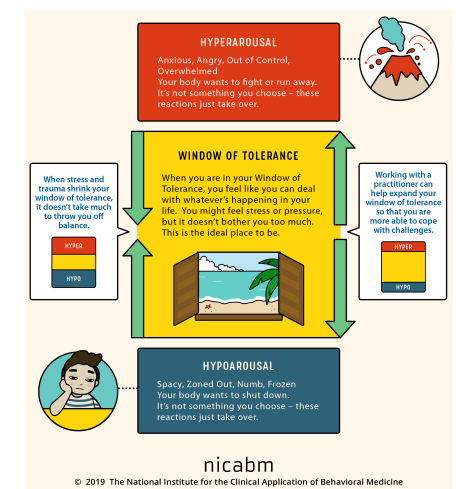 HYPERAROUSAL
Anxious, Angry, Out of Control,
Overwhelmed
Your body wants to fight or run away.
It's not something you choose – these
reactions just take over.
WINDOW OF TOLERANCE
When you are in your Window of
Tolerance, you feel like you can deal
with whatever's happening in your
life. You might feel stress or pressure,
but it doesn't bother you too much.
This is the ideal place to be.
When stress and
trauma shrink your
window of tolerance,
it doesn't take much
to throw you off
balance.
HYPER
HYPO
Working with a
practitioner can
help expand your
window of tolerance
so that you are
more able to cope
with challenges.
HYPER
HYPO
HYPOAROUSAL
Spacy, Zoned Out, Numb, Frozen
Your body wants to shut down.
It's not something you choose – these
reactions just take over.
nicabm
© 2019 The National Institute for the Clinical Application of Behavioral Medicine